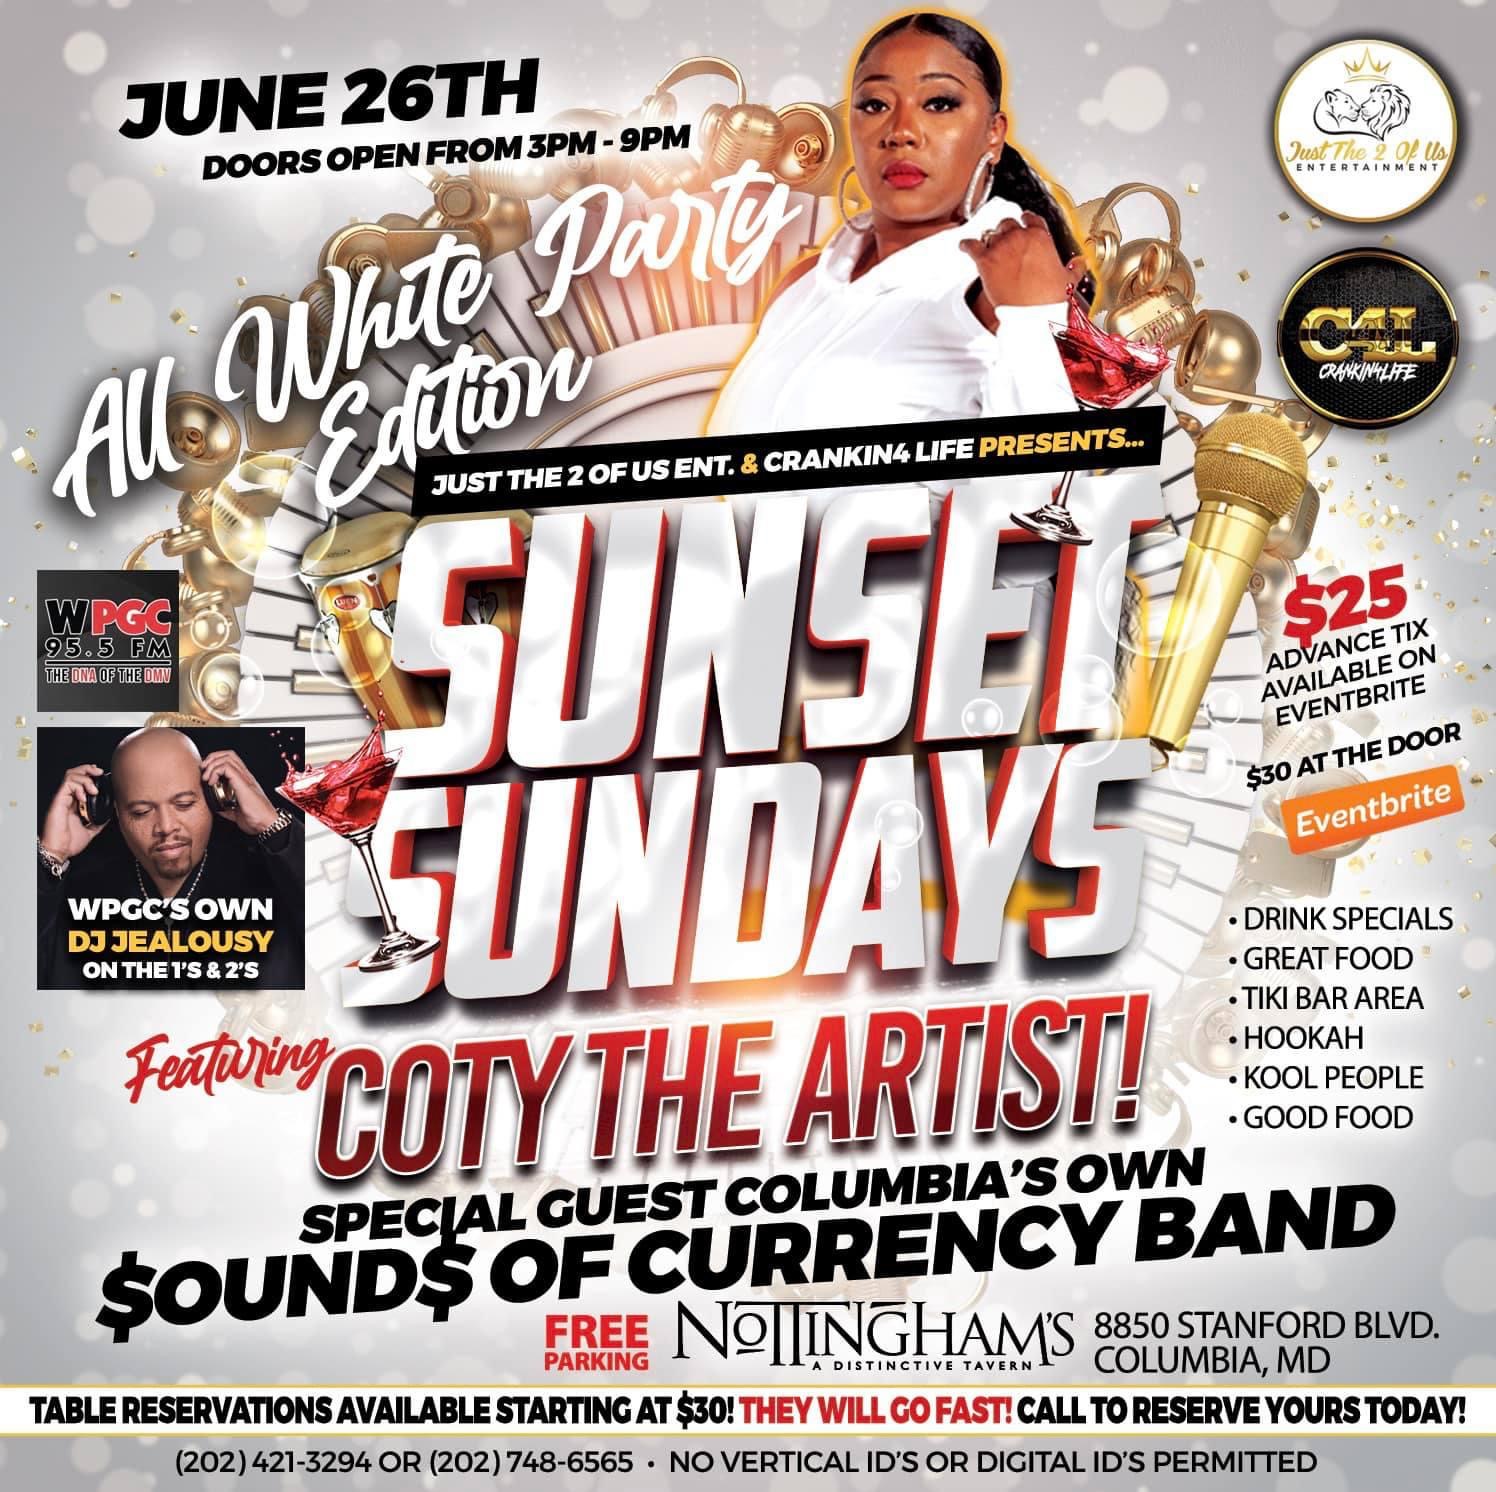 JUNE 26TH
DOORS OPEN FROM 3PM - 9PM
All White Party
Edition
Just The 2 Of Us
ENTERTAINMENT
C4L
CRANKIN4LIFE
JUST THE 2 OF US ENT. & CRANKIN4 LIFE PRESENTS...
SUNSET
SUNDAYS
WPGC
95.5 FM
THE DNA OF THE DMV
WPGC'S OWN
DJ JEALOUSY
ON THE 1'S & 2'S
$25
ADVANCE TIX
AVAILABLE ON
EVENTBRITE
$30 AT THE DOOR
Eventbrite
• DRINK SPECIALS
• GREAT FOOD
• TIKI BAR AREA
• HOOKAH
• KOOL PEOPLE
• GOOD FOOD
Featuring COTY THE ARTIST!
SPECIAL GUEST COLUMBIA'S OWN
$OUND$ OF CURRENCY BAND
FREE
PARKING
NOTTINGHAM'S
A DISTINCTIVE TAVERN
8850 STANFORD BLVD.
COLUMBIA, MD
TABLE RESERVATIONS AVAILABLE STARTING AT $30! THEY WILL GO FAST! CALL TO RESERVE YOURS TODAY!
(202) 421-3294 OR (202) 748-6565 • NO VERTICAL ID'S OR DIGITAL ID'S PERMITTED